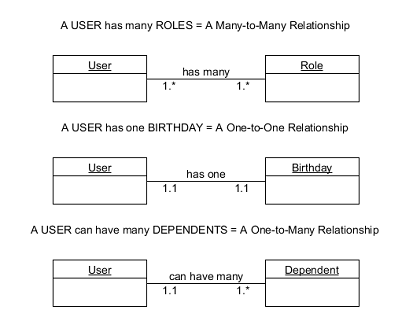 A USER has many ROLES = A Many-to-Many Relationship
User
has many
Role
1.*
1.*
A USER has one BIRTHDAY = A One-to-One Relationship
User
has one
Birthday
1.1
1.1
A USER can have many DEPENDENTS = A One-to-Many Relationship
User
can have many
Dependent
1.1
1.*